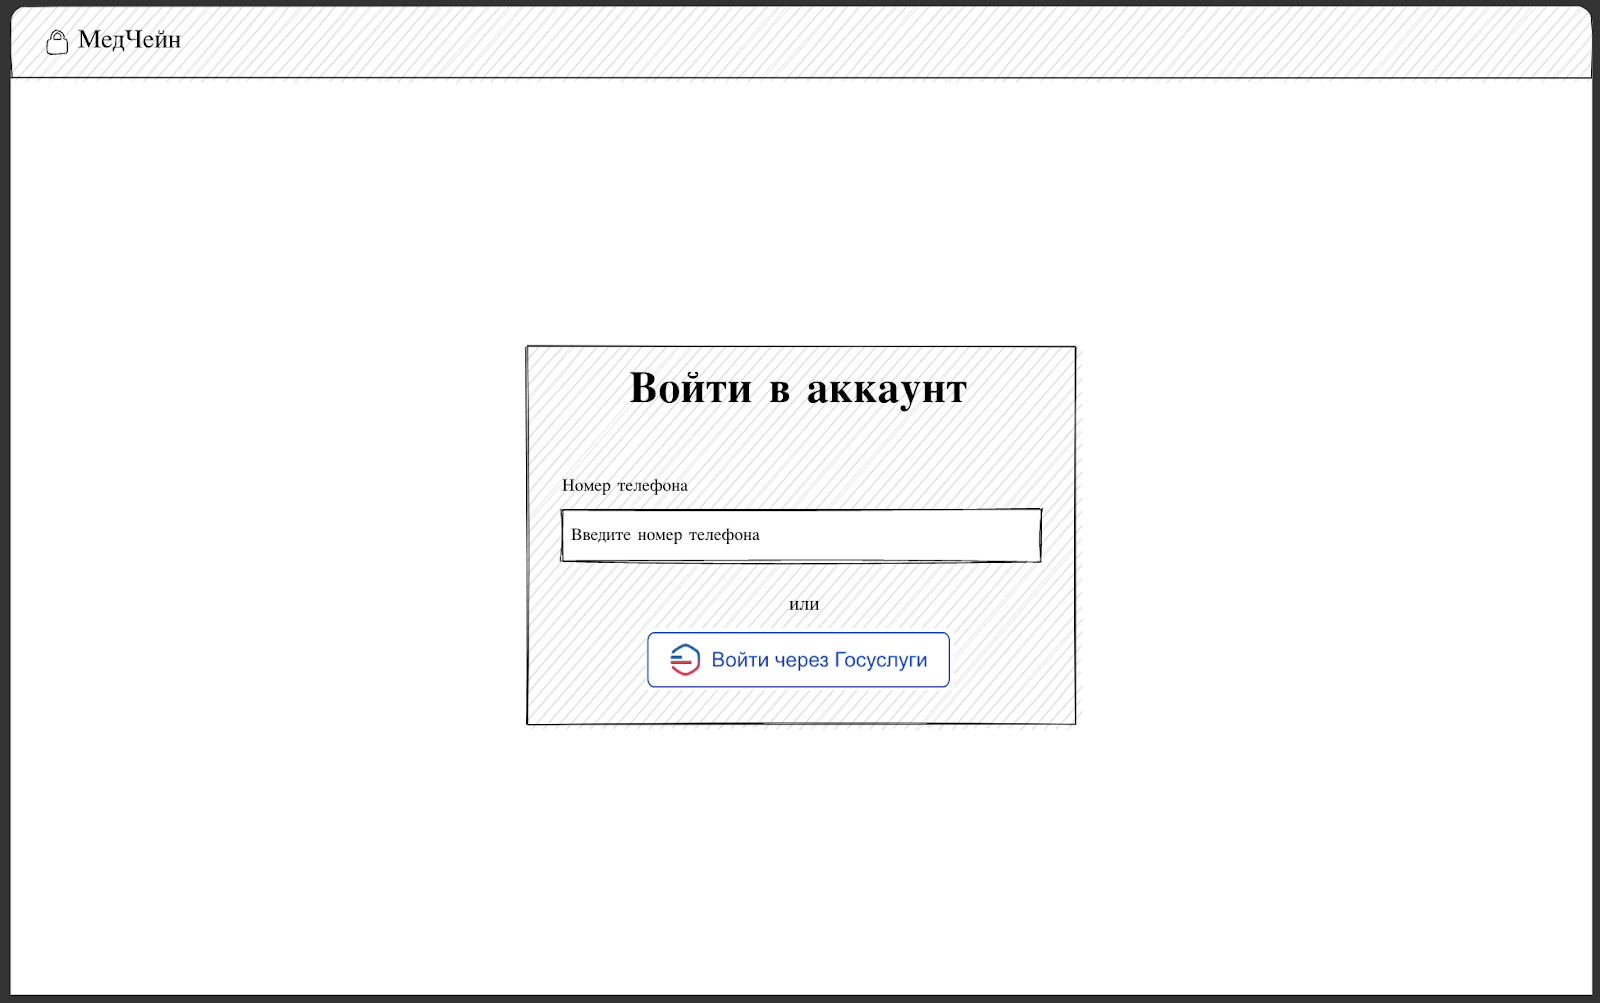 МедЧейн
Войти в аккаунт
Номер телефона
Введите номер телефона
или
Войти через Госуслуги